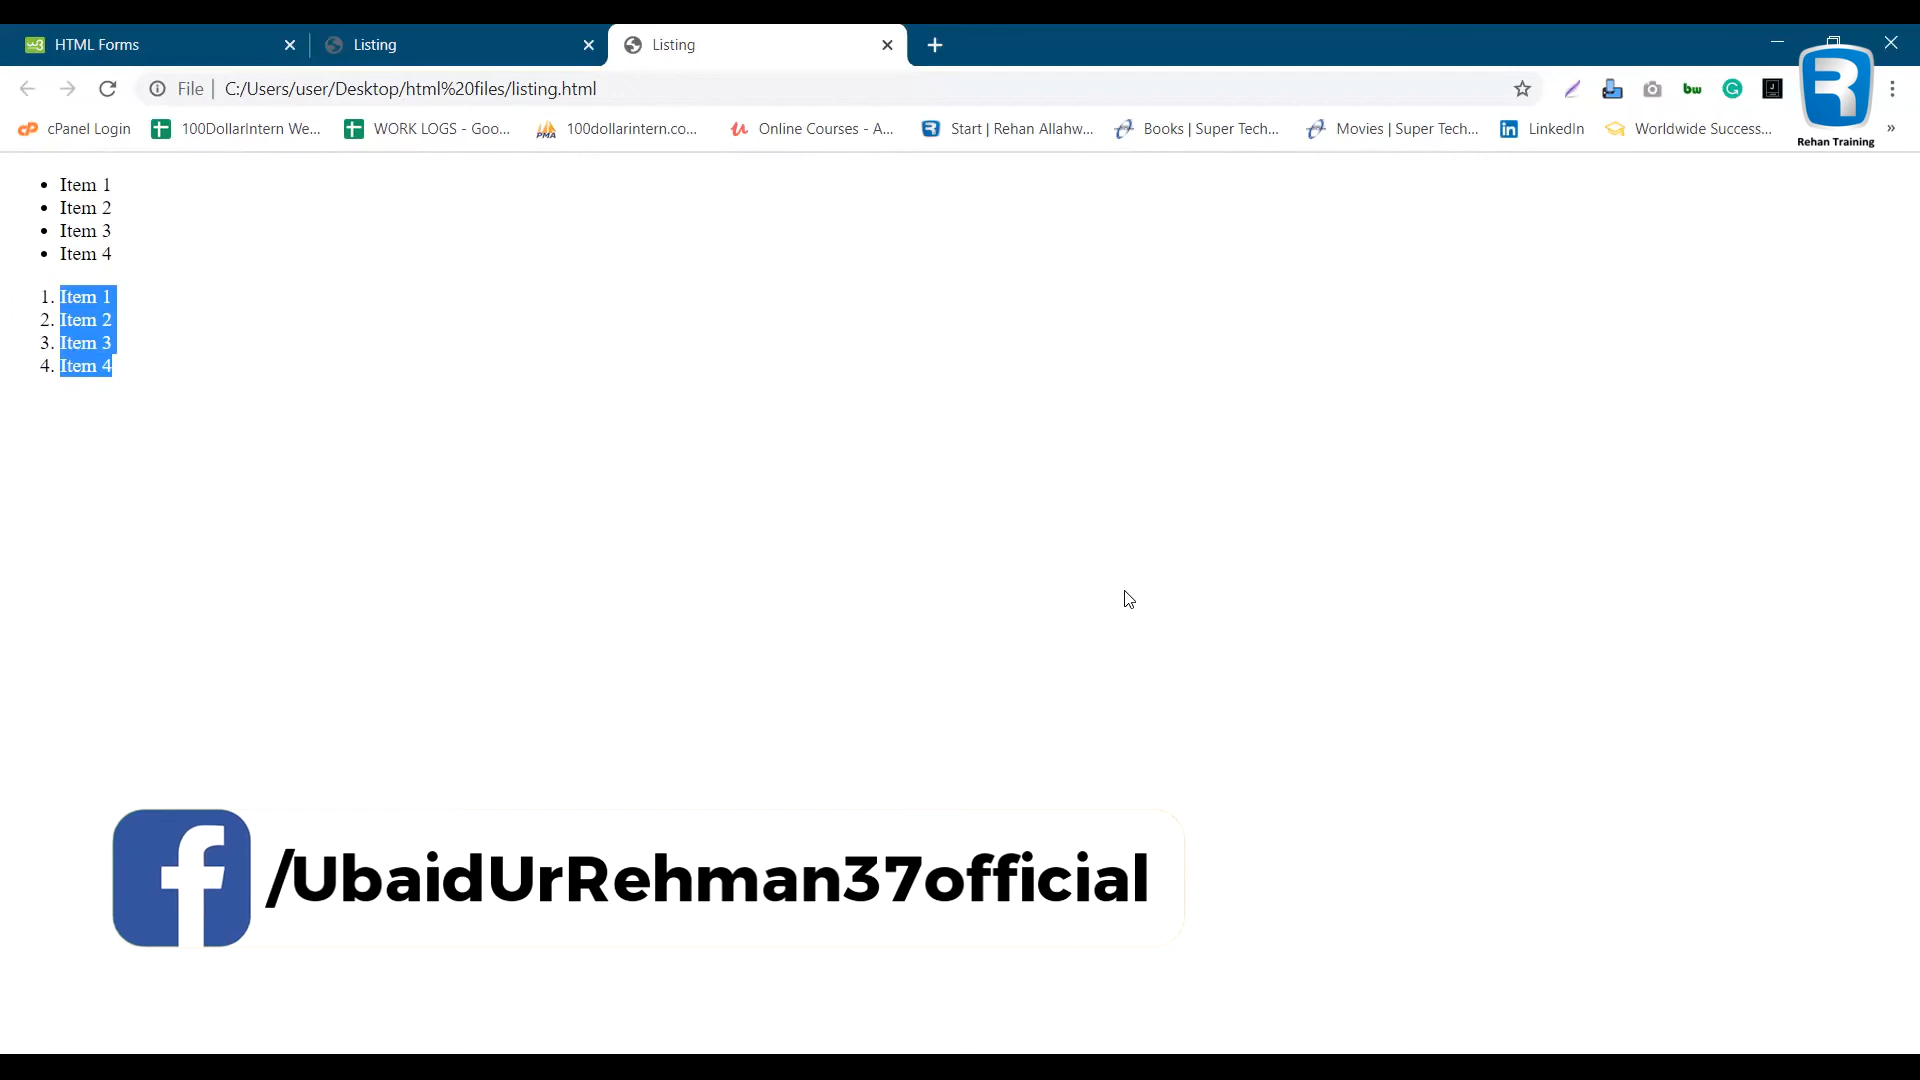 HTML Forms
Listing
Listing
File | C:/Users/user/Desktop/html%20files/listing.html
bw
cPanel Login
100DollarIntern We...
WORK LOGS - Goo...
PMA 100dollarintern.co...
Online Courses - A...
Start | Rehan Allahw...
Books | Super Tech...
Movies | Super Tech...
LinkedIn
Worldwide Success...
»
Rehan Training
• Item 1
• Item 2
• Item 3
• Item 4
1. Item 1
2. Item 2
3. Item 3
4. Item 4
/UbaidUrRehman37official